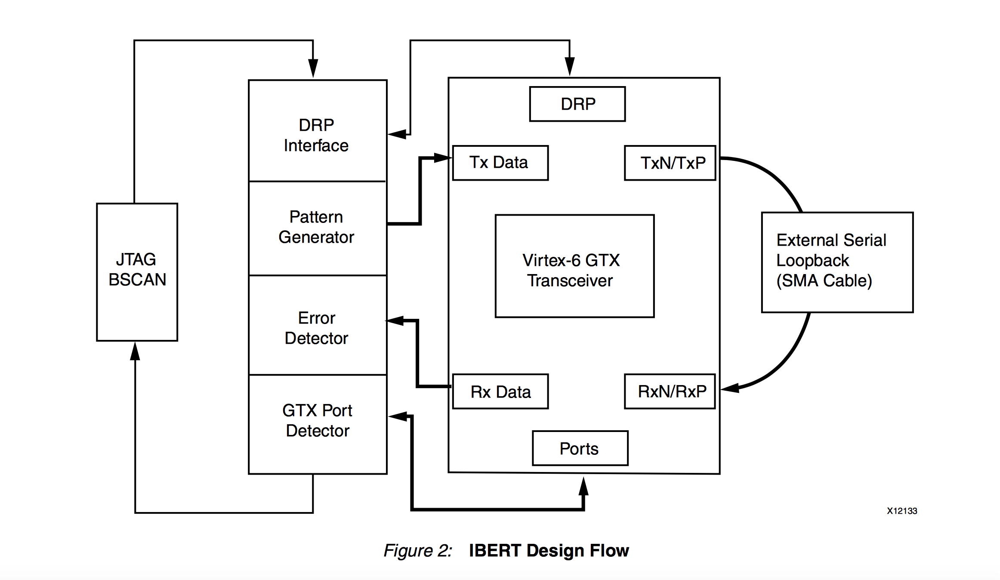 DRP
DRP
Interface
Tx Data
TxN/TxP
Pattern
Generator
External Serial
Loopback
(SMA Cable)
JTAG
BSCAN
Virtex-6 GTX
Transceiver
Error
Detector
Rx Data
RxN/RxP
GTX Port
Detector
Ports
X12133
Figure 2: IBERT Design Flow